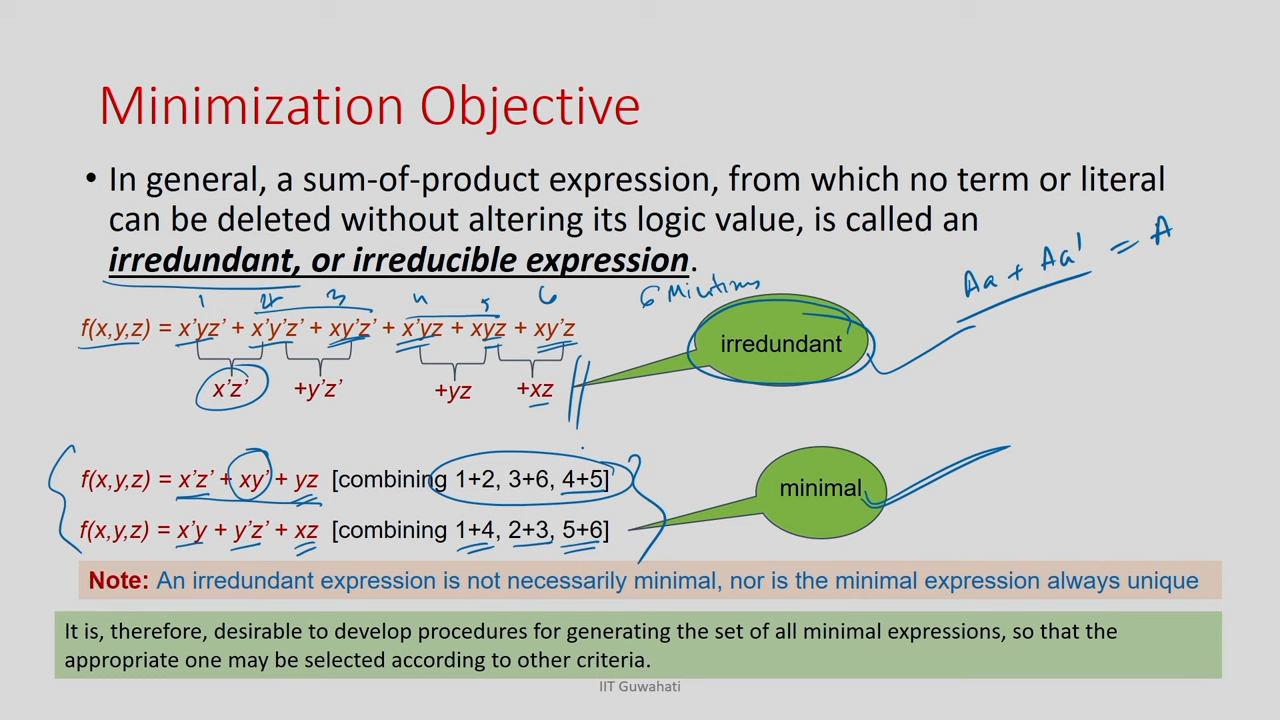 Minimization Objective
• In general, a sum-of-product expression, from which no term or literal
can be deleted without altering its logic value, is called an
irredundant, or irreducible expression.
Aa + Aa' = A
1 2 3 4 5 6
f(x,y,z) = x'yz' + x'y'z' + xy'z' + x'yz + xyz + xy'z
irredundant
x'z' +y'z' +yz +xz
f(x,y,z) = x'z' + xy' + yz [combining 1+2, 3+6, 4+5]
minimal
f(x,y,z) = x'y + y'z' + xz [combining 1+4, 2+3, 5+6]
Note: An irredundant expression is not necessarily minimal, nor is the minimal expression always unique
It is, therefore, desirable to develop procedures for generating the set of all minimal expressions, so that the
appropriate one may be selected according to other criteria.
IIT Guwahati